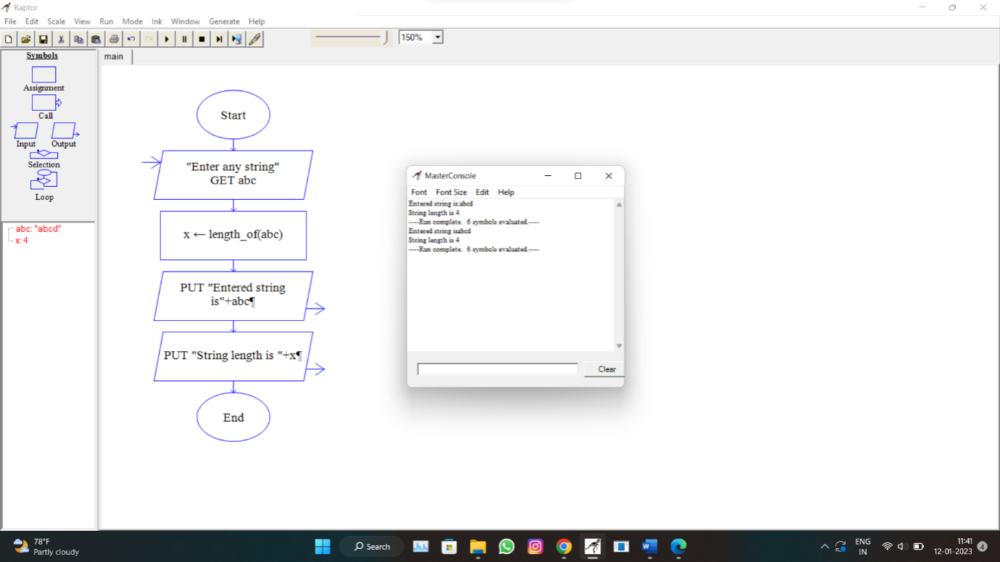 Raptor
File Edit Scale View Run Mode Ink Window Generate Help
150%
Symbols
Assignment
Call
Input Output
Selection
Loop
abc: "abcd"
x: 4
main
Start
"Enter any string"
GET abc
x ← length_of(abc)
PUT "Entered string
is"+abc¶
PUT "String length is "+x¶
End
MasterConsole
Font Font Size Edit Help
Entered string is:abcd
String length is 4
----Run complete. 6 symbols evaluated.----
Entered string isabcd
String length is 4
----Run complete. 6 symbols evaluated.----
Clear
78°F
Partly cloudy
Search
ENG
IN
11:41
12-01-2023
4